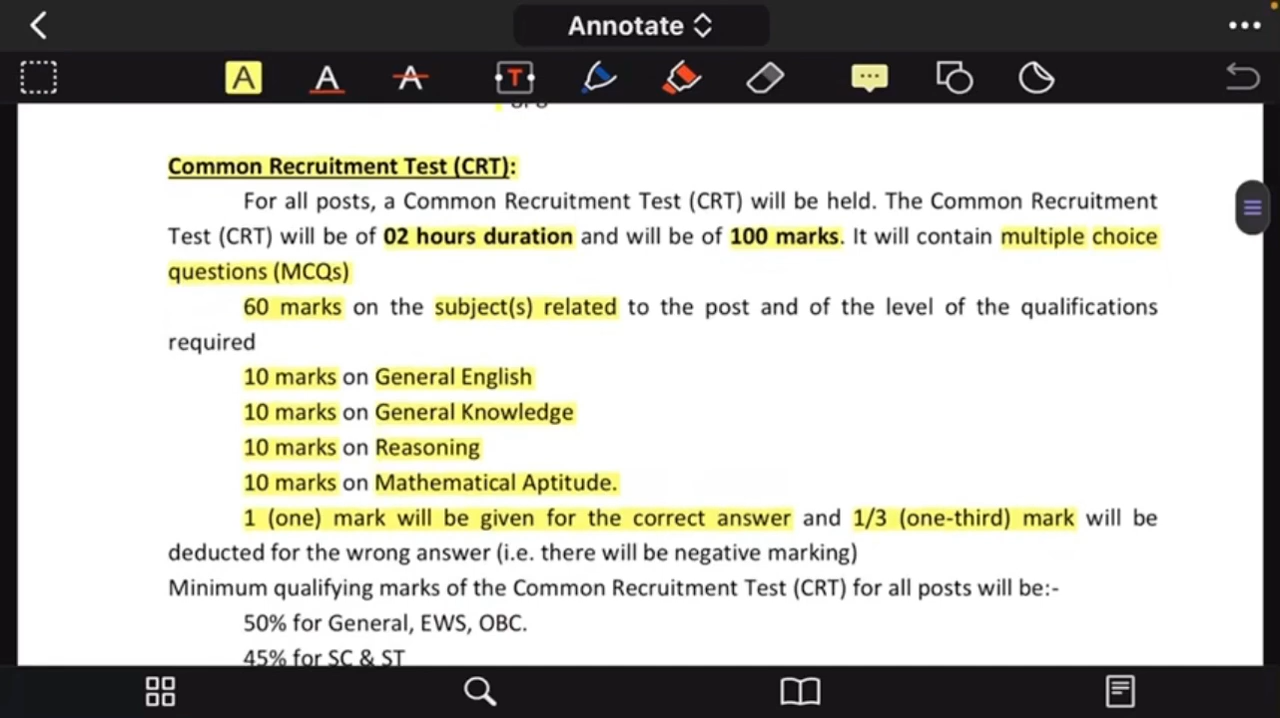 Annotate
A
A
A
T
Common Recruitment Test (CRT):
For all posts, a Common Recruitment Test (CRT) will be held. The Common Recruitment
Test (CRT) will be of 02 hours duration and will be of 100 marks. It will contain multiple choice
questions (MCQs)
60 marks on the subject(s) related to the post and of the level of the qualifications
required
10 marks on General English
10 marks on General Knowledge
10 marks on Reasoning
10 marks on Mathematical Aptitude.
1 (one) mark will be given for the correct answer and 1/3 (one-third) mark will be
deducted for the wrong answer (i.e. there will be negative marking)
Minimum qualifying marks of the Common Recruitment Test (CRT) for all posts will be:-
50% for General, EWS, OBC.
45% for SC & ST